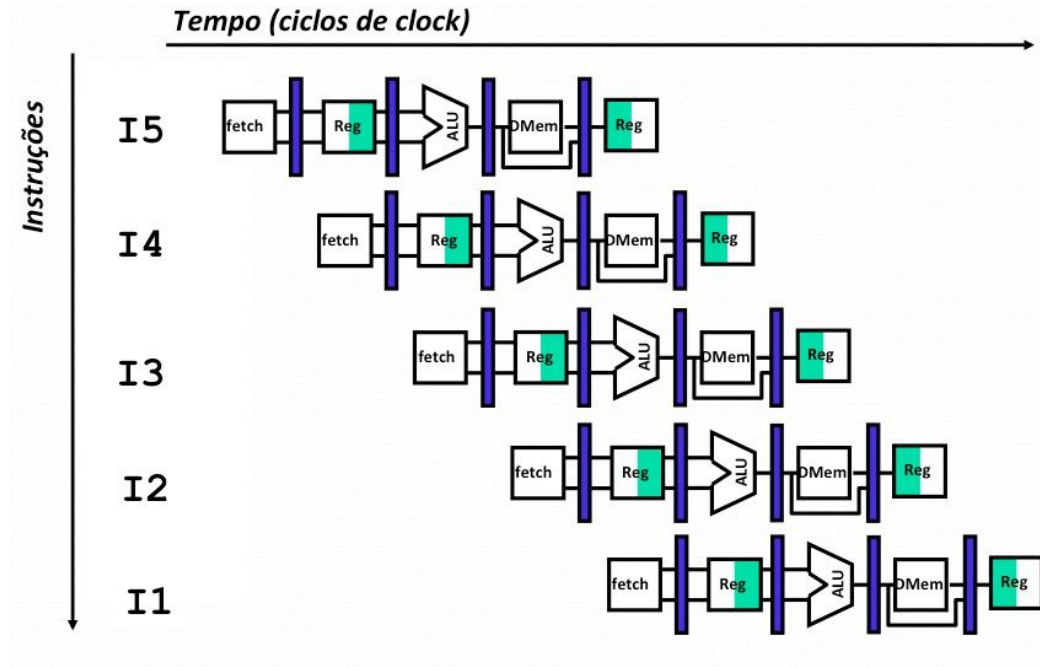 Tempo (ciclos de clock)
Instruções
I5
fetch Reg ALU DMem Reg
I4
fetch Reg ALU DMem Reg
I3
fetch Reg ALU DMem Reg
I2
fetch Reg ALU DMem Reg
I1
fetch Reg ALU DMem Reg